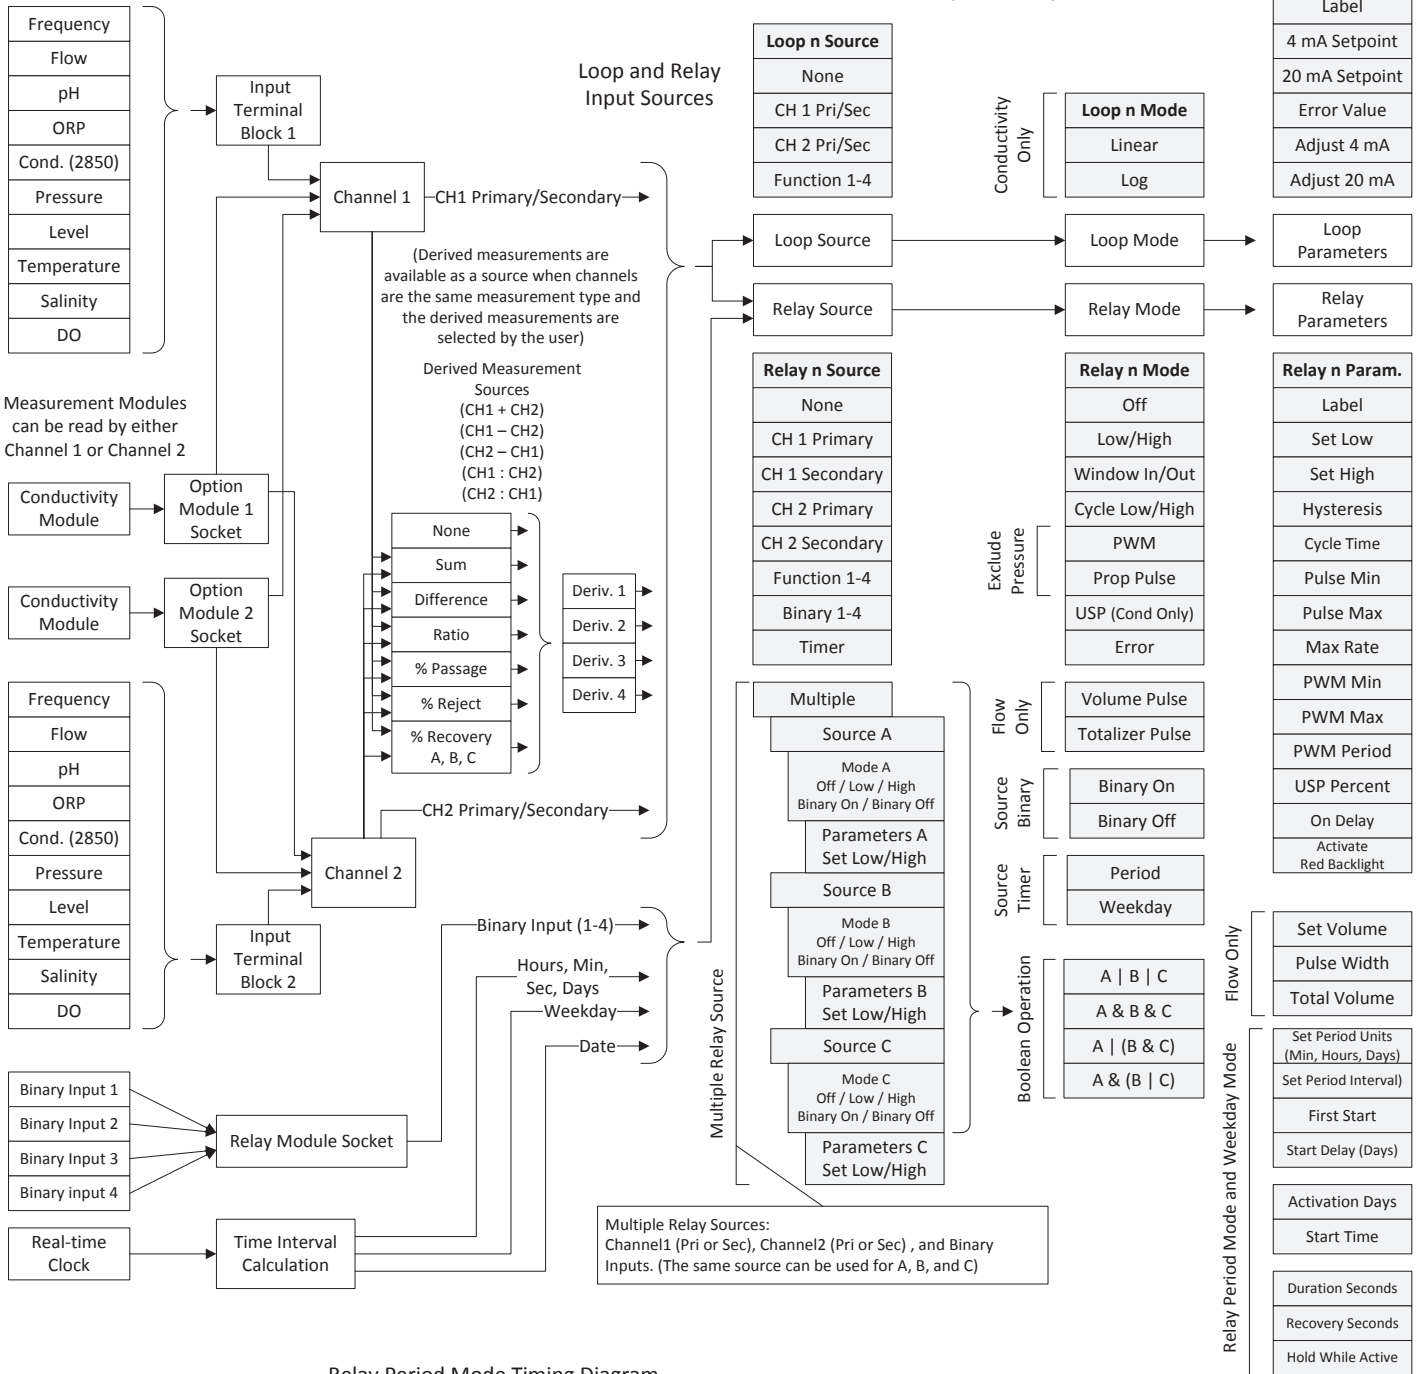 Frequency
Flow
pH
ORP
Cond. (2850)
Pressure
Level
Temperature
Salinity
DO
Input
Terminal
Block 1
Channel 1
CH1 Primary/Secondary
Loop and Relay
Input Sources
(Derived measurements are
available as a source when channels
are the same measurement type and
the derived measurements are
selected by the user)
Derived Measurement
Sources
(CH1 + CH2)
(CH1 – CH2)
(CH2 – CH1)
(CH1 : CH2)
(CH2 : CH1)
Measurement Modules
can be read by either
Channel 1 or Channel 2
Conductivity
Module
Option
Module 1
Socket
Conductivity
Module
Option
Module 2
Socket
None
Sum
Difference
Ratio
% Passage
% Reject
% Recovery
A, B, C
Deriv. 1
Deriv. 2
Deriv. 3
Deriv. 4
Frequency
Flow
pH
ORP
Cond. (2850)
Pressure
Level
Temperature
Salinity
DO
Input
Terminal
Block 2
Channel 2
CH2 Primary/Secondary
Binary Input (1-4)
Hours, Min,
Sec, Days
Weekday
Date
Binary Input 1
Binary Input 2
Binary Input 3
Binary input 4
Relay Module Socket
Real-time
Clock
Time Interval
Calculation
Loop n Source
None
CH 1 Pri/Sec
CH 2 Pri/Sec
Function 1-4
Loop Source
Relay Source
Relay n Source
None
CH 1 Primary
CH 1 Secondary
CH 2 Primary
CH 2 Secondary
Function 1-4
Binary 1-4
Timer
Multiple Relay Source
Multiple
Source A
Mode A
Off / Low / High
Binary On / Binary Off
Parameters A
Set Low/High
Source B
Mode B
Off / Low / High
Binary On / Binary Off
Parameters B
Set Low/High
Source C
Mode C
Off / Low / High
Binary On / Binary Off
Parameters C
Set Low/High
Multiple Relay Sources:
Channel1 (Pri or Sec), Channel2 (Pri or Sec) , and Binary
Inputs. (The same source can be used for A, B, and C)
Conductivity
Only
Loop n Mode
Linear
Log
Loop Mode
Relay Mode
Relay n Mode
Off
Low/High
Window In/Out
Cycle Low/High
Exclude
Pressure
PWM
Prop Pulse
USP (Cond Only)
Error
Flow
Only
Volume Pulse
Totalizer Pulse
Source
Binary
Binary On
Binary Off
Source
Timer
Period
Weekday
Boolean Operation
A | B | C
A & B & C
A | (B & C)
A & (B | C)
Label
4 mA Setpoint
20 mA Setpoint
Error Value
Adjust 4 mA
Adjust 20 mA
Loop
Parameters
Relay
Parameters
Relay n Param.
Label
Set Low
Set High
Hysteresis
Cycle Time
Pulse Min
Pulse Max
Max Rate
PWM Min
PWM Max
PWM Period
USP Percent
On Delay
Activate
Red Backlight
Flow Only
Set Volume
Pulse Width
Total Volume
Relay Period Mode and Weekday Mode
Set Period Units
(Min, Hours, Days)
Set Period Interval)
First Start
Start Delay (Days)
Activation Days
Start Time
Duration Seconds
Recovery Seconds
Hold While Active
Relay Period Mode Timing Diagram